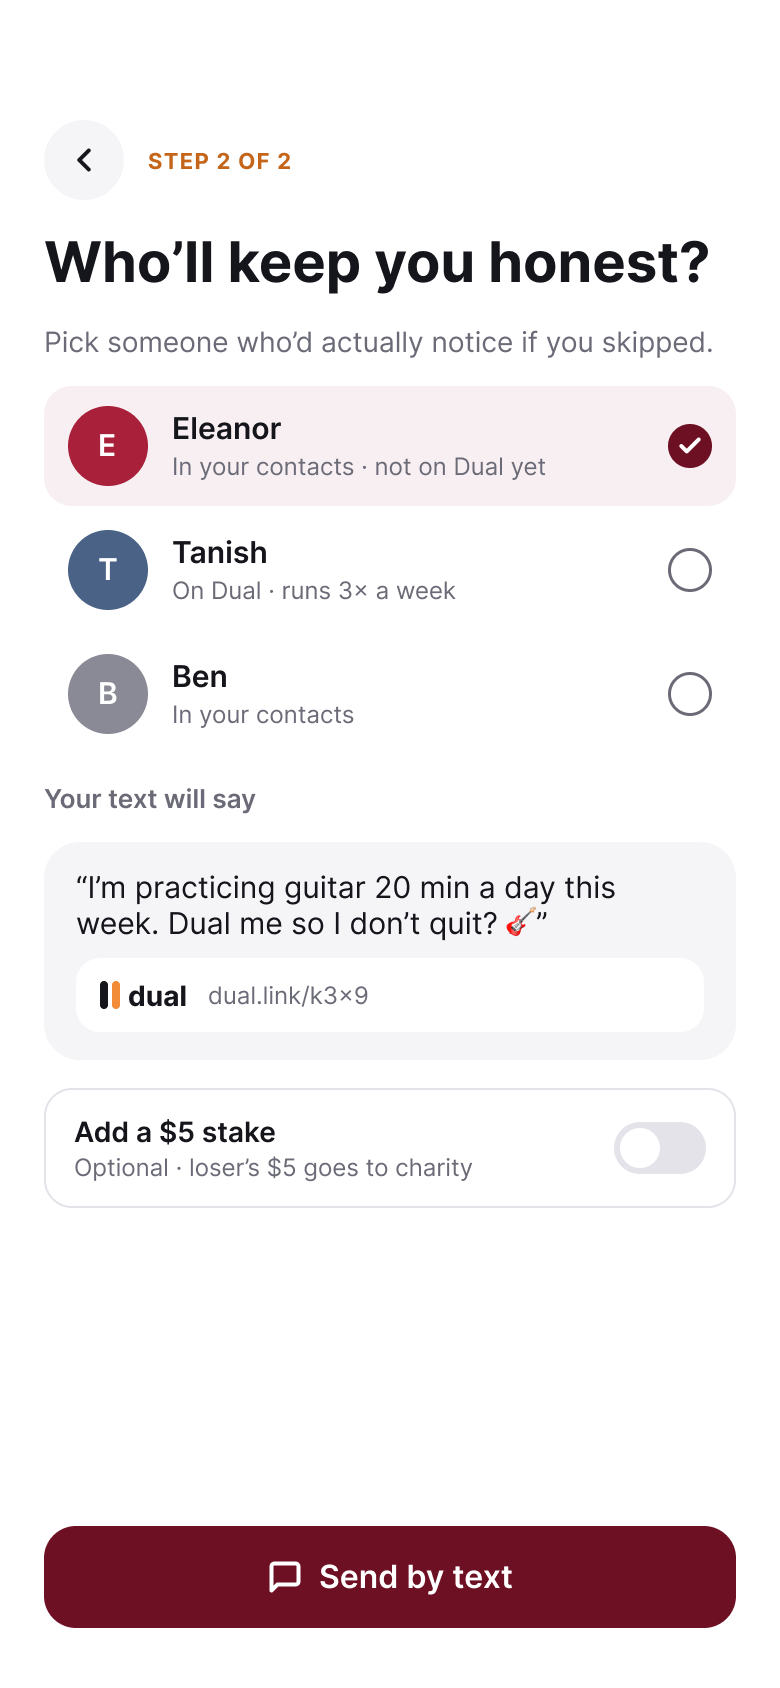 STEP 2 OF 2
Who’ll keep you honest?
Pick someone who’d actually notice if you skipped.
E
Eleanor
In your contacts · not on Dual yet
T
Tanish
On Dual · runs 3× a week
B
Ben
In your contacts
Your text will say
“I’m practicing guitar 20 min a day this
week. Dual me so I don’t quit? 🎸”
dual dual.link/k3×9
Add a $5 stake
Optional · loser’s $5 goes to charity
Send by text